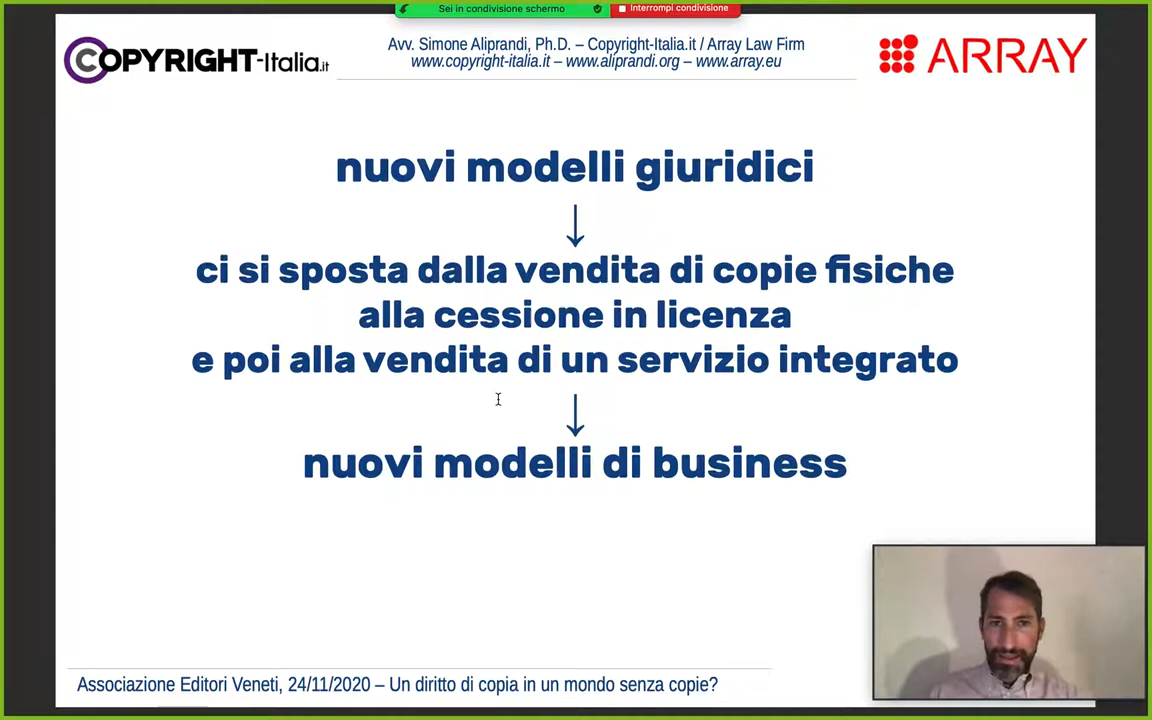 Sei in condivisione schermo
Interrompi condivisione
COPYRIGHT-Italia.it
Avv. Simone Aliprandi, Ph.D. – Copyright-Italia.it / Array Law Firm
www.copyright-italia.it – www.aliprandi.org – www.array.eu
ARRAY
nuovi modelli giuridici
↓
ci si sposta dalla vendita di copie fisiche
alla cessione in licenza
e poi alla vendita di un servizio integrato
↓
nuovi modelli di business
Associazione Editori Veneti, 24/11/2020 – Un diritto di copia in un mondo senza copie?